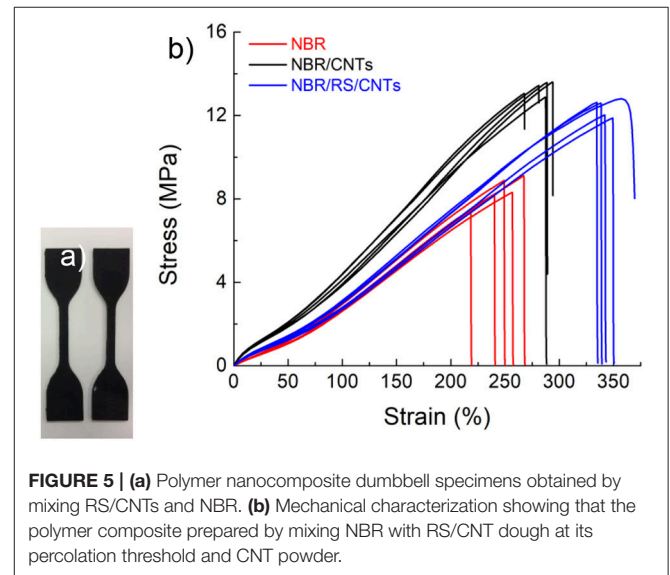 b)
NBR
NBR/CNTs
NBR/RS/CNTs
16
12
8
4
0
Stress (MPa)
0 50 100 150 200 250 300 350
Strain (%)
a)
FIGURE 5 | (a) Polymer nanocomposite dumbbell specimens obtained by
mixing RS/CNTs and NBR. (b) Mechanical characterization showing that the
polymer composite prepared by mixing NBR with RS/CNT dough at its
percolation threshold and CNT powder.